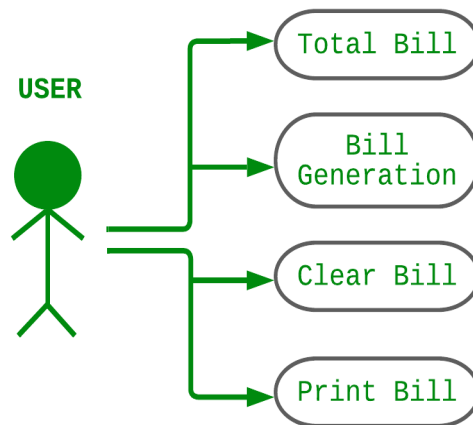 Total Bill
USER
Bill
Generation
Clear Bill
Print Bill